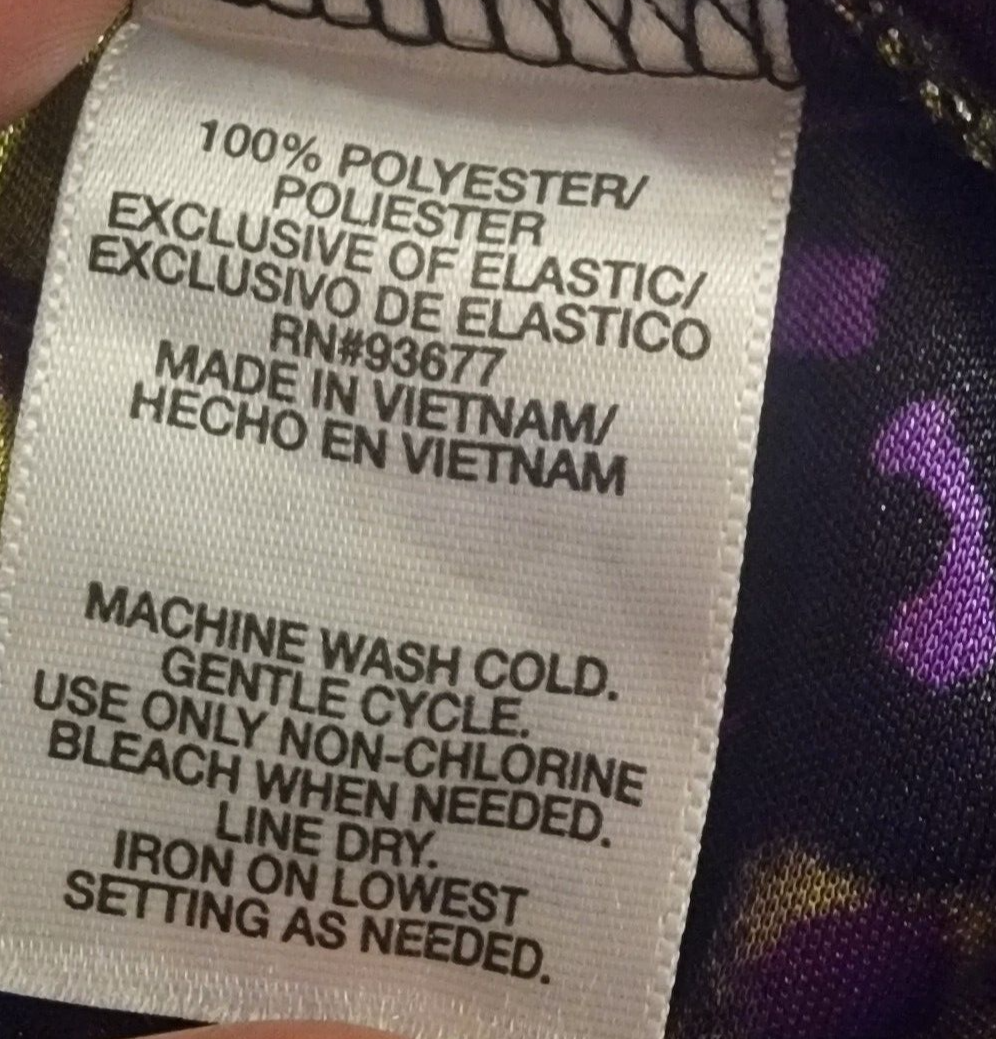 100% POLYESTER/
POLIESTER
EXCLUSIVE OF ELASTIC/
EXCLUSIVO DE ELASTICO
RN#93677
MADE IN VIETNAM/
HECHO EN VIETNAM
MACHINE WASH COLD.
GENTLE CYCLE.
USE ONLY NON-CHLORINE
BLEACH WHEN NEEDED.
LINE DRY.
IRON ON LOWEST
SETTING AS NEEDED.